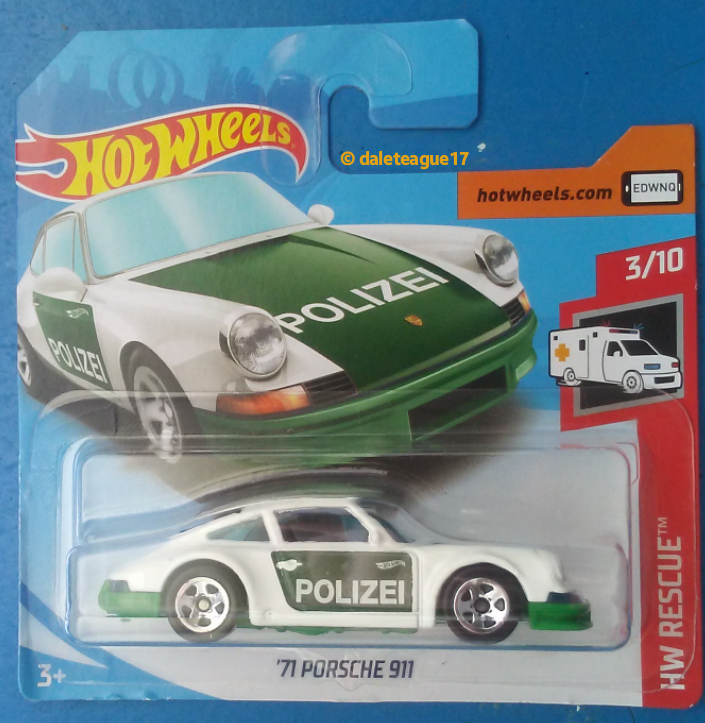 HOT WHEELS
© daleteague17
hotwheels.com
EDWNQ
3/10
POLIZEI
POLIZEI
POLIZEI
HW RESCUE™
3+
'71 PORSCHE 911